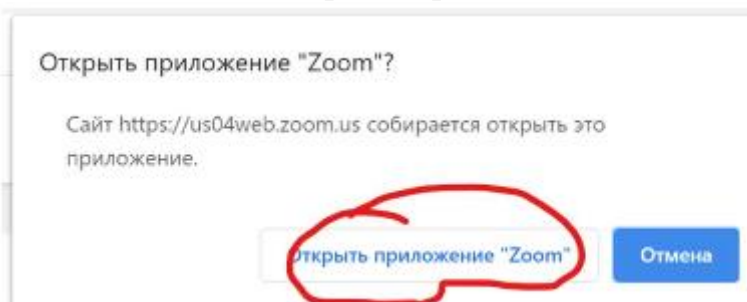 Открыть приложение "Zoom"?
Сайт https://us04web.zoom.us собирается открыть это
приложение.
Открыть приложение "Zoom" Отмена